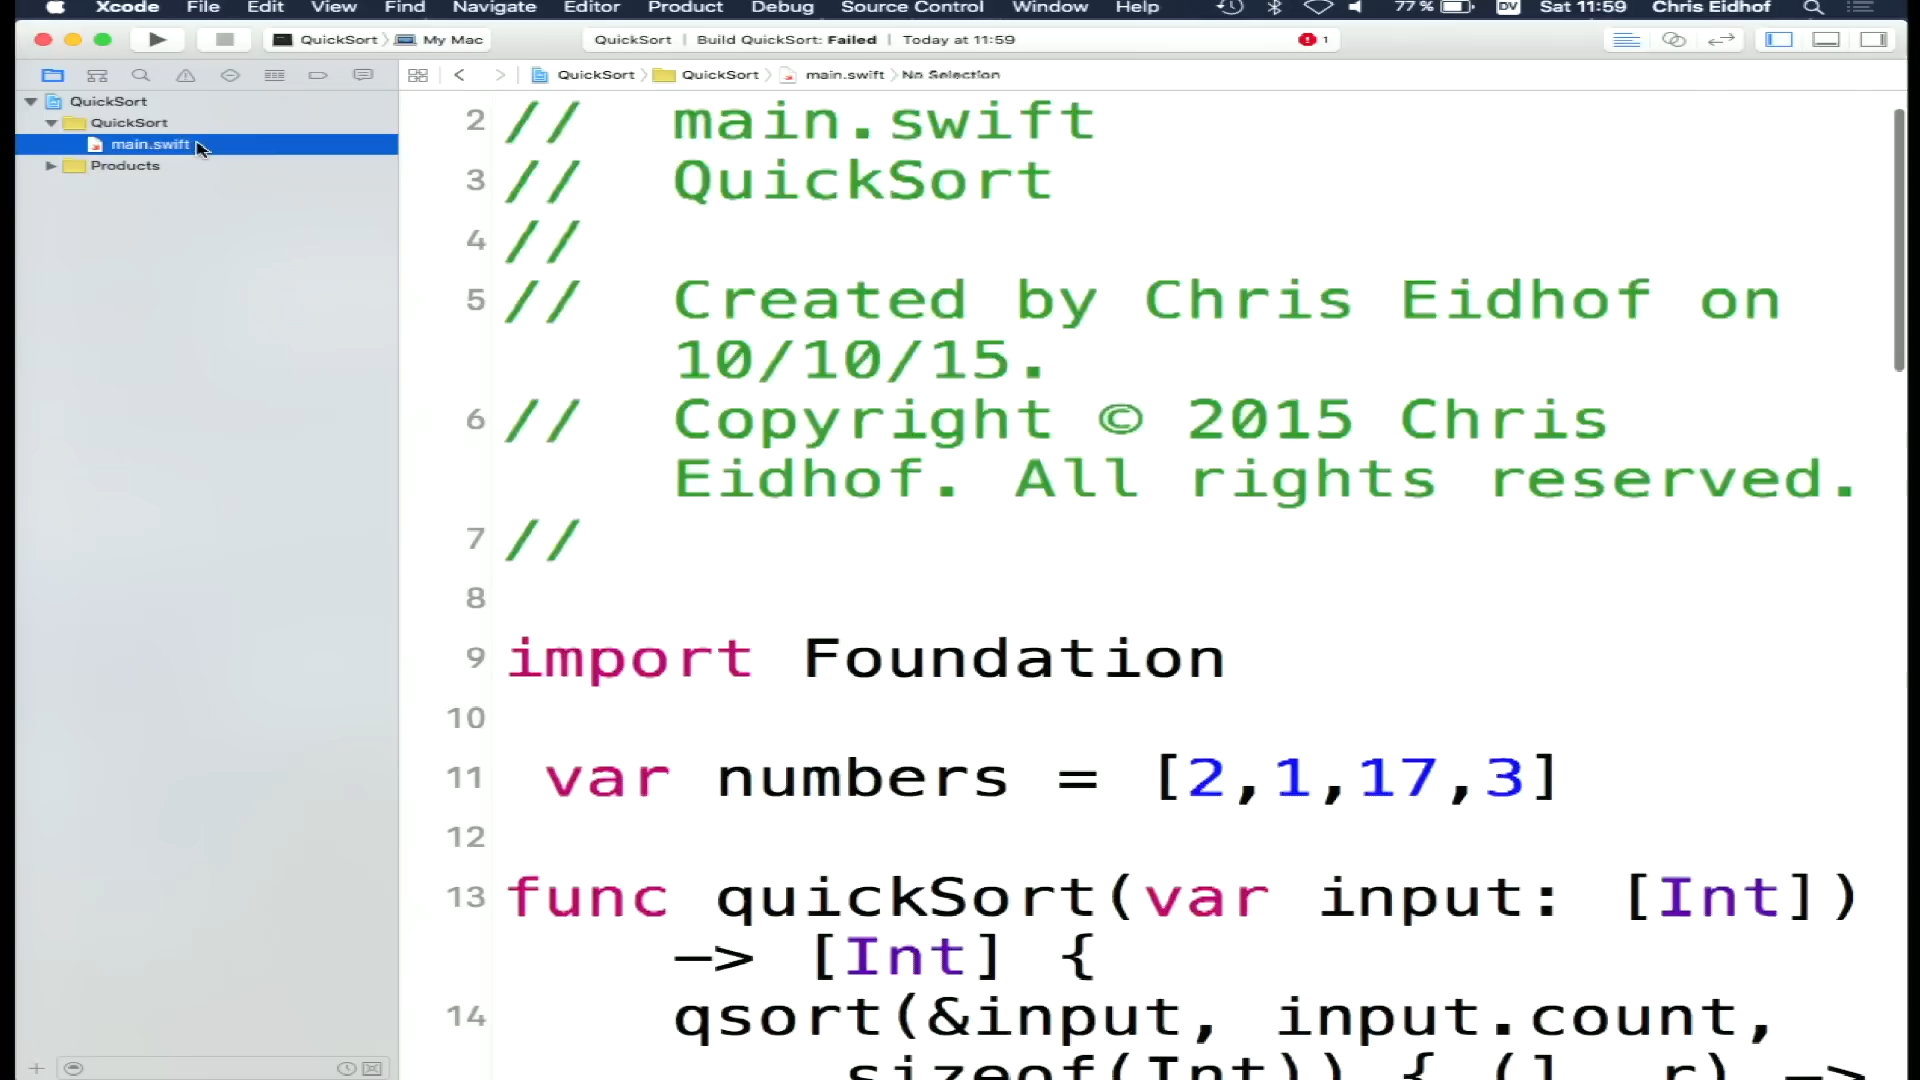 Xcode File Edit View Find Navigate Editor Product Debug Source Control Window Help 77% DV Sat 11:59 Chris Eidhof
QuickSort My Mac QuickSort | Build QuickSort: Failed | Today at 11:59 1
QuickSort QuickSort main.swift No Selection
QuickSort
QuickSort
main.swift
Products
2 // main.swift
3 // QuickSort
4 //
5 // Created by Chris Eidhof on
10/10/15.
6 // Copyright © 2015 Chris
Eidhof. All rights reserved.
7 //
8
9 import Foundation
10
11 var numbers = [2,1,17,3]
12
13 func quickSort(var input: [Int])
-> [Int] {
14 qsort(&input, input.count,
sizeof(Int)) { (l, r) ->